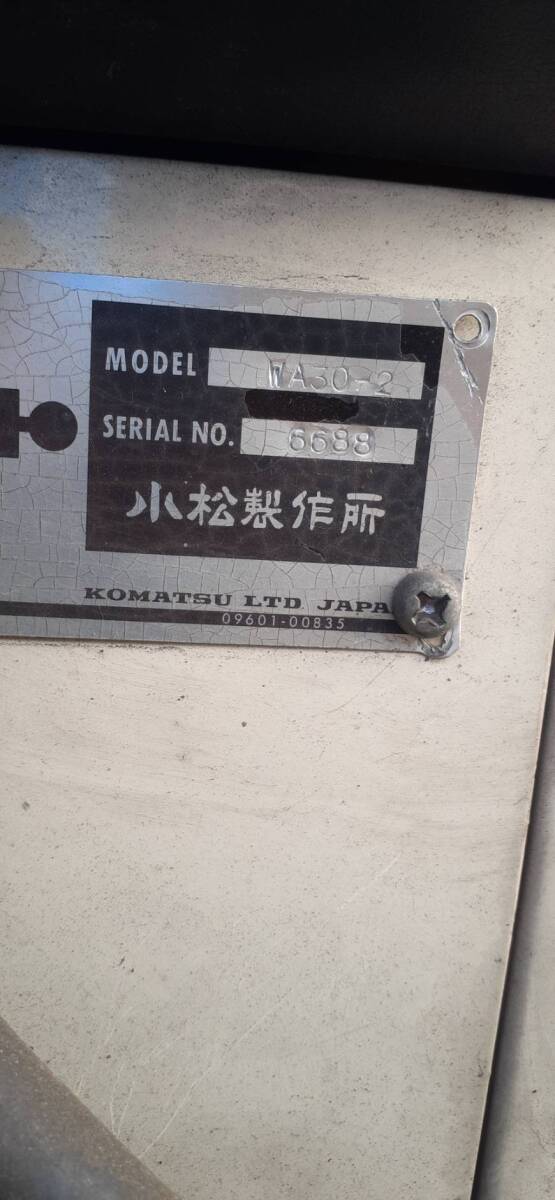 MODEL WA30-2
SERIAL NO. 6688
小松製作所
KOMATSU LTD. JAPA
09601-00835